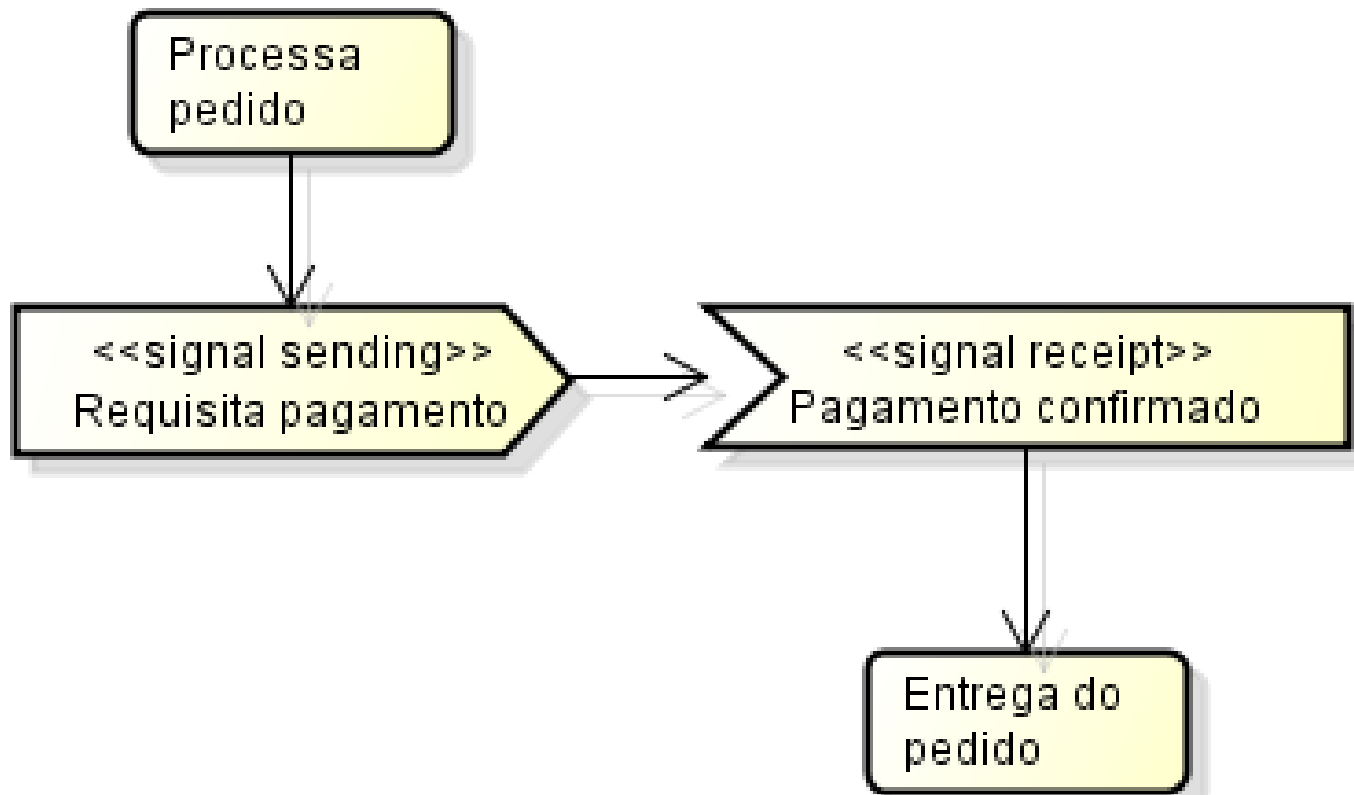 Processa
pedido
<<signal sending>>
Requisita pagamento
<<signal receipt>>
Pagamento confirmado
Entrega do
pedido